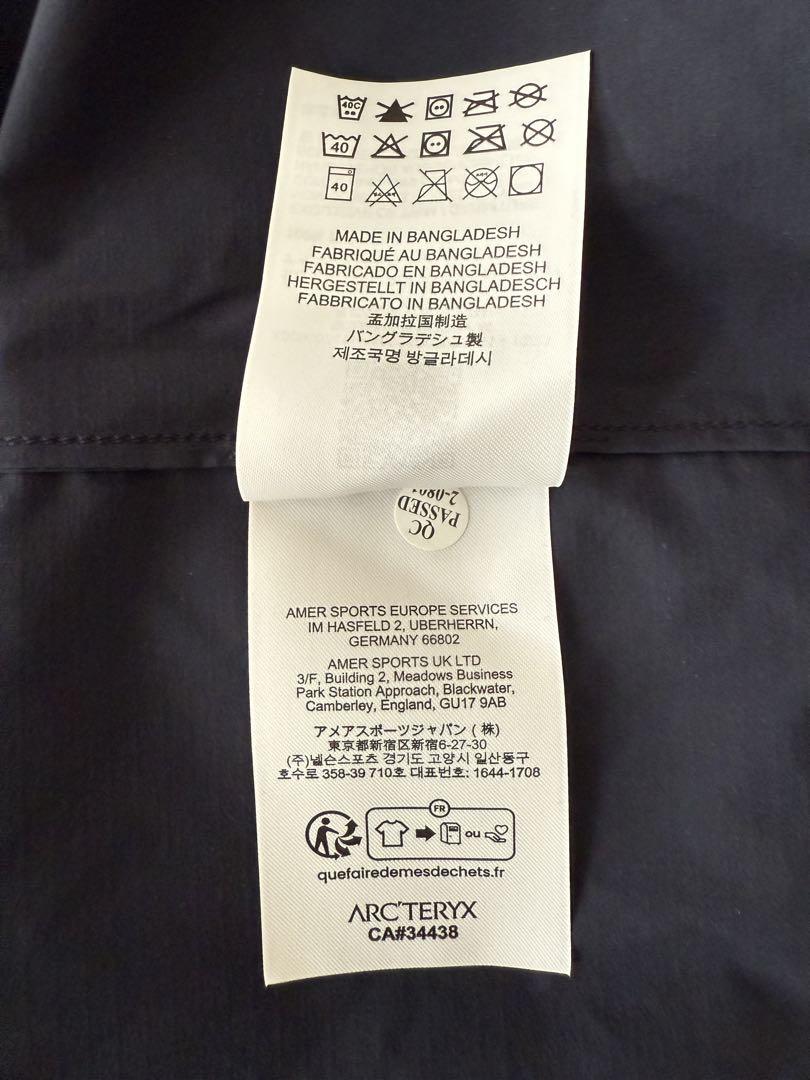 40C
40
40
MADE IN BANGLADESH
FABRIQUÉ AU BANGLADESH
FABRICADO EN BANGLADESH
HERGESTELLT IN BANGLADESCH
FABBRICATO IN BANGLADESH
孟加拉国制造
バングラデシュ製
제조국명 방글라데시
QC
PASSED
AMER SPORTS EUROPE SERVICES
IM HASFELD 2, UBERHERRN,
GERMANY 66802
AMER SPORTS UK LTD
3/F, Building 2, Meadows Business
Park Station Approach, Blackwater,
Camberley, England, GU17 9AB
アメアスポーツジャパン (株)
東京都新宿区新宿6-27-30
(주)넬슨스포츠 경기도 고양시 일산동구
호수로 358-39 710호 대표번호: 1644-1708
FR
ou
quefairedemesdechets.fr
ARC'TERYX
CA#34438